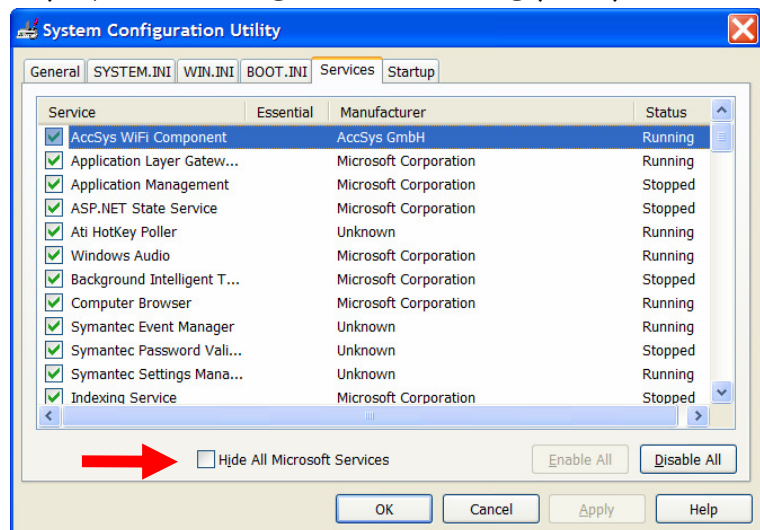 System Configuration Utility
General SYSTEM.INI WIN.INI BOOT.INI Services Startup
Service Essential Manufacturer Status
AccSys WiFi Component AccSys GmbH Running
Application Layer Gatew... Microsoft Corporation Running
Application Management Microsoft Corporation Stopped
ASP.NET State Service Microsoft Corporation Stopped
Ati HotKey Poller Unknown Running
Windows Audio Microsoft Corporation Running
Background Intelligent T... Microsoft Corporation Stopped
Computer Browser Microsoft Corporation Running
Symantec Event Manager Unknown Running
Symantec Password Vali... Unknown Stopped
Symantec Settings Mana... Unknown Running
Indexing Service Microsoft Corporation Stopped
Hide All Microsoft Services Enable All Disable All
OK Cancel Apply Help